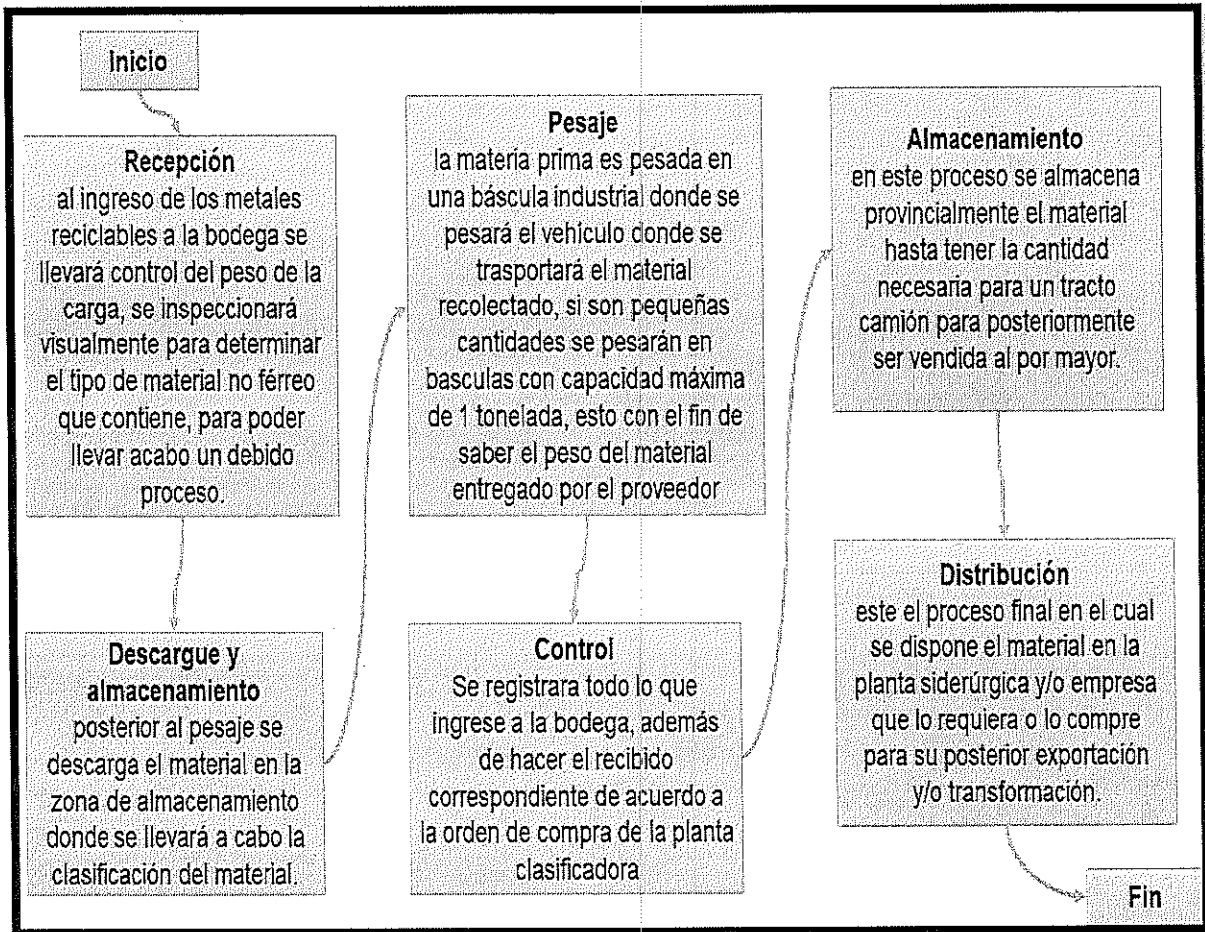 Inicio
Recepción
al ingreso de los metales
reciclables a la bodega se
llevará control del peso de la
carga, se inspeccionará
visualmente para determinar
el tipo de material no férreo
que contiene, para poder
llevar acabo un debido
proceso.
Descargue y
almacenamiento
posterior al pesaje se
descarga el material en la
zona de almacenamiento
donde se llevará a cabo la
clasificación del material.
Pesaje
la materia prima es pesada en
una báscula industrial donde se
pesará el vehículo donde se
trasportará el material
recolectado, si son pequeñas
cantidades se pesarán en
basculas con capacidad máxima
de 1 tonelada, esto con el fin de
saber el peso del material
entregado por el proveedor
Control
Se registrara todo lo que
ingrese a la bodega, además
de hacer el recibido
correspondiente de acuerdo a
la orden de compra de la planta
clasificadora
Almacenamiento
en este proceso se almacena
provincialmente el material
hasta tener la cantidad
necesaria para un tracto
camión para posteriormente
ser vendida al por mayor.
Distribución
este el proceso final en el cual
se dispone el material en la
planta siderúrgica y/o empresa
que lo requiera o lo compre
para su posterior exportación
y/o transformación.
Fin